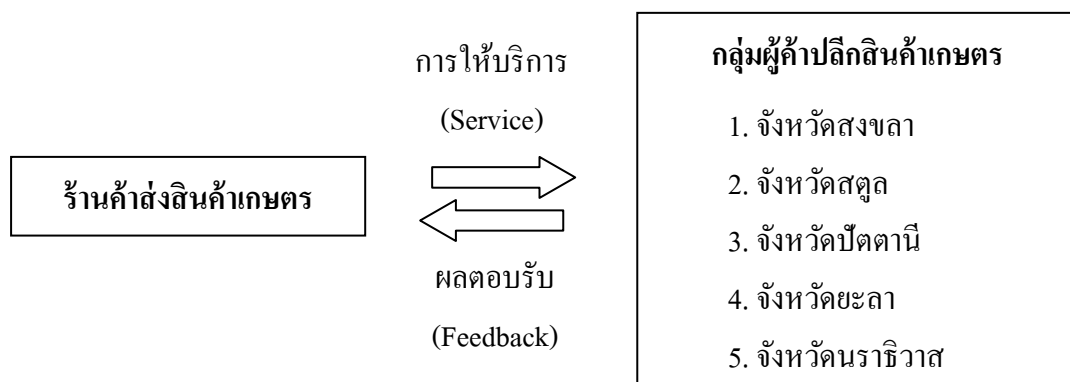 ร้านค้าส่งสินค้าเกษตร
การให้บริการ
(Service)
ผลตอบรับ
(Feedback)
กลุ่มผู้ค้าปลีกสินค้าเกษตร
1. จังหวัดสงขลา
2. จังหวัดสตูล
3. จังหวัดปัตตานี
4. จังหวัดยะลา
5. จังหวัดนราธิวาส